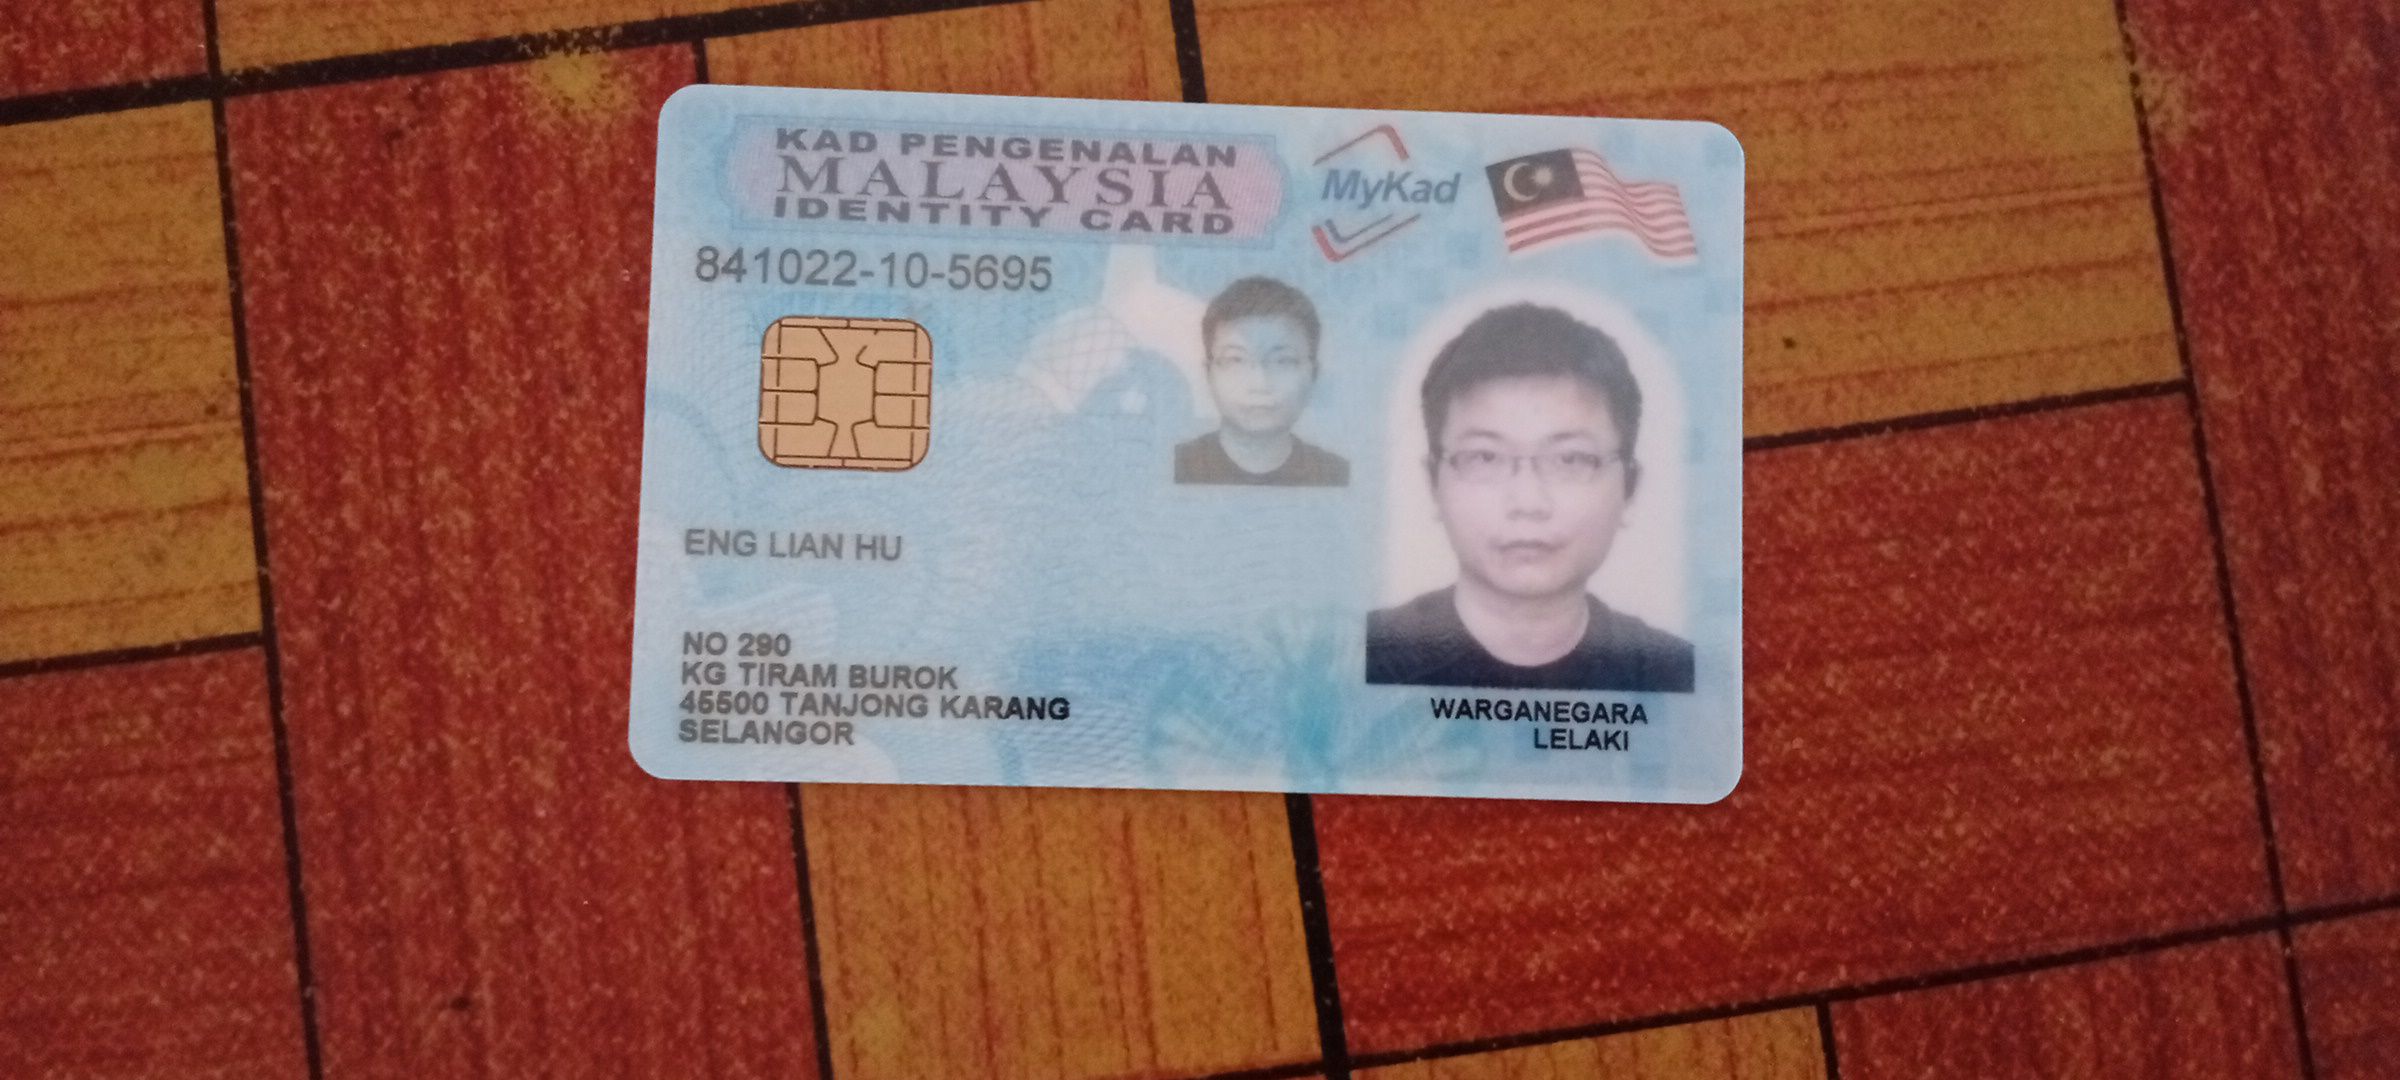 KAD PENGENALAN
MALAYSIA
IDENTITY CARD
MyKad
841022-10-5695
ENG LIAN HU
NO 290
KG TIRAM BUROK
45500 TANJONG KARANG
SELANGOR
WARGANEGARA
LELAKI